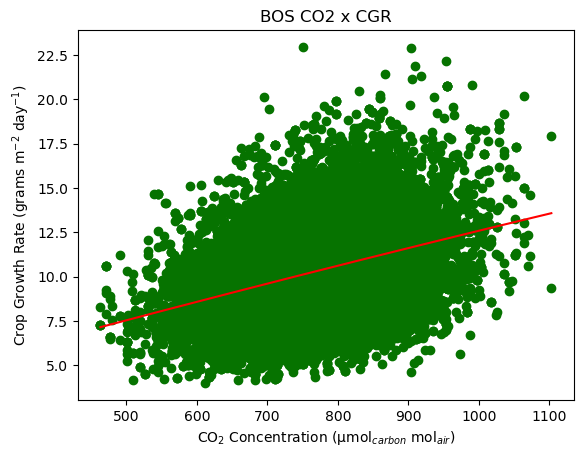 BOS CO2 x CGR
Crop Growth Rate (grams m⁻² day⁻¹)
22.5
20.0
17.5
15.0
12.5
10.0
7.5
5.0
500 600 700 800 900 1000 1100
CO₂ Concentration (μmol_carbon mol_air)